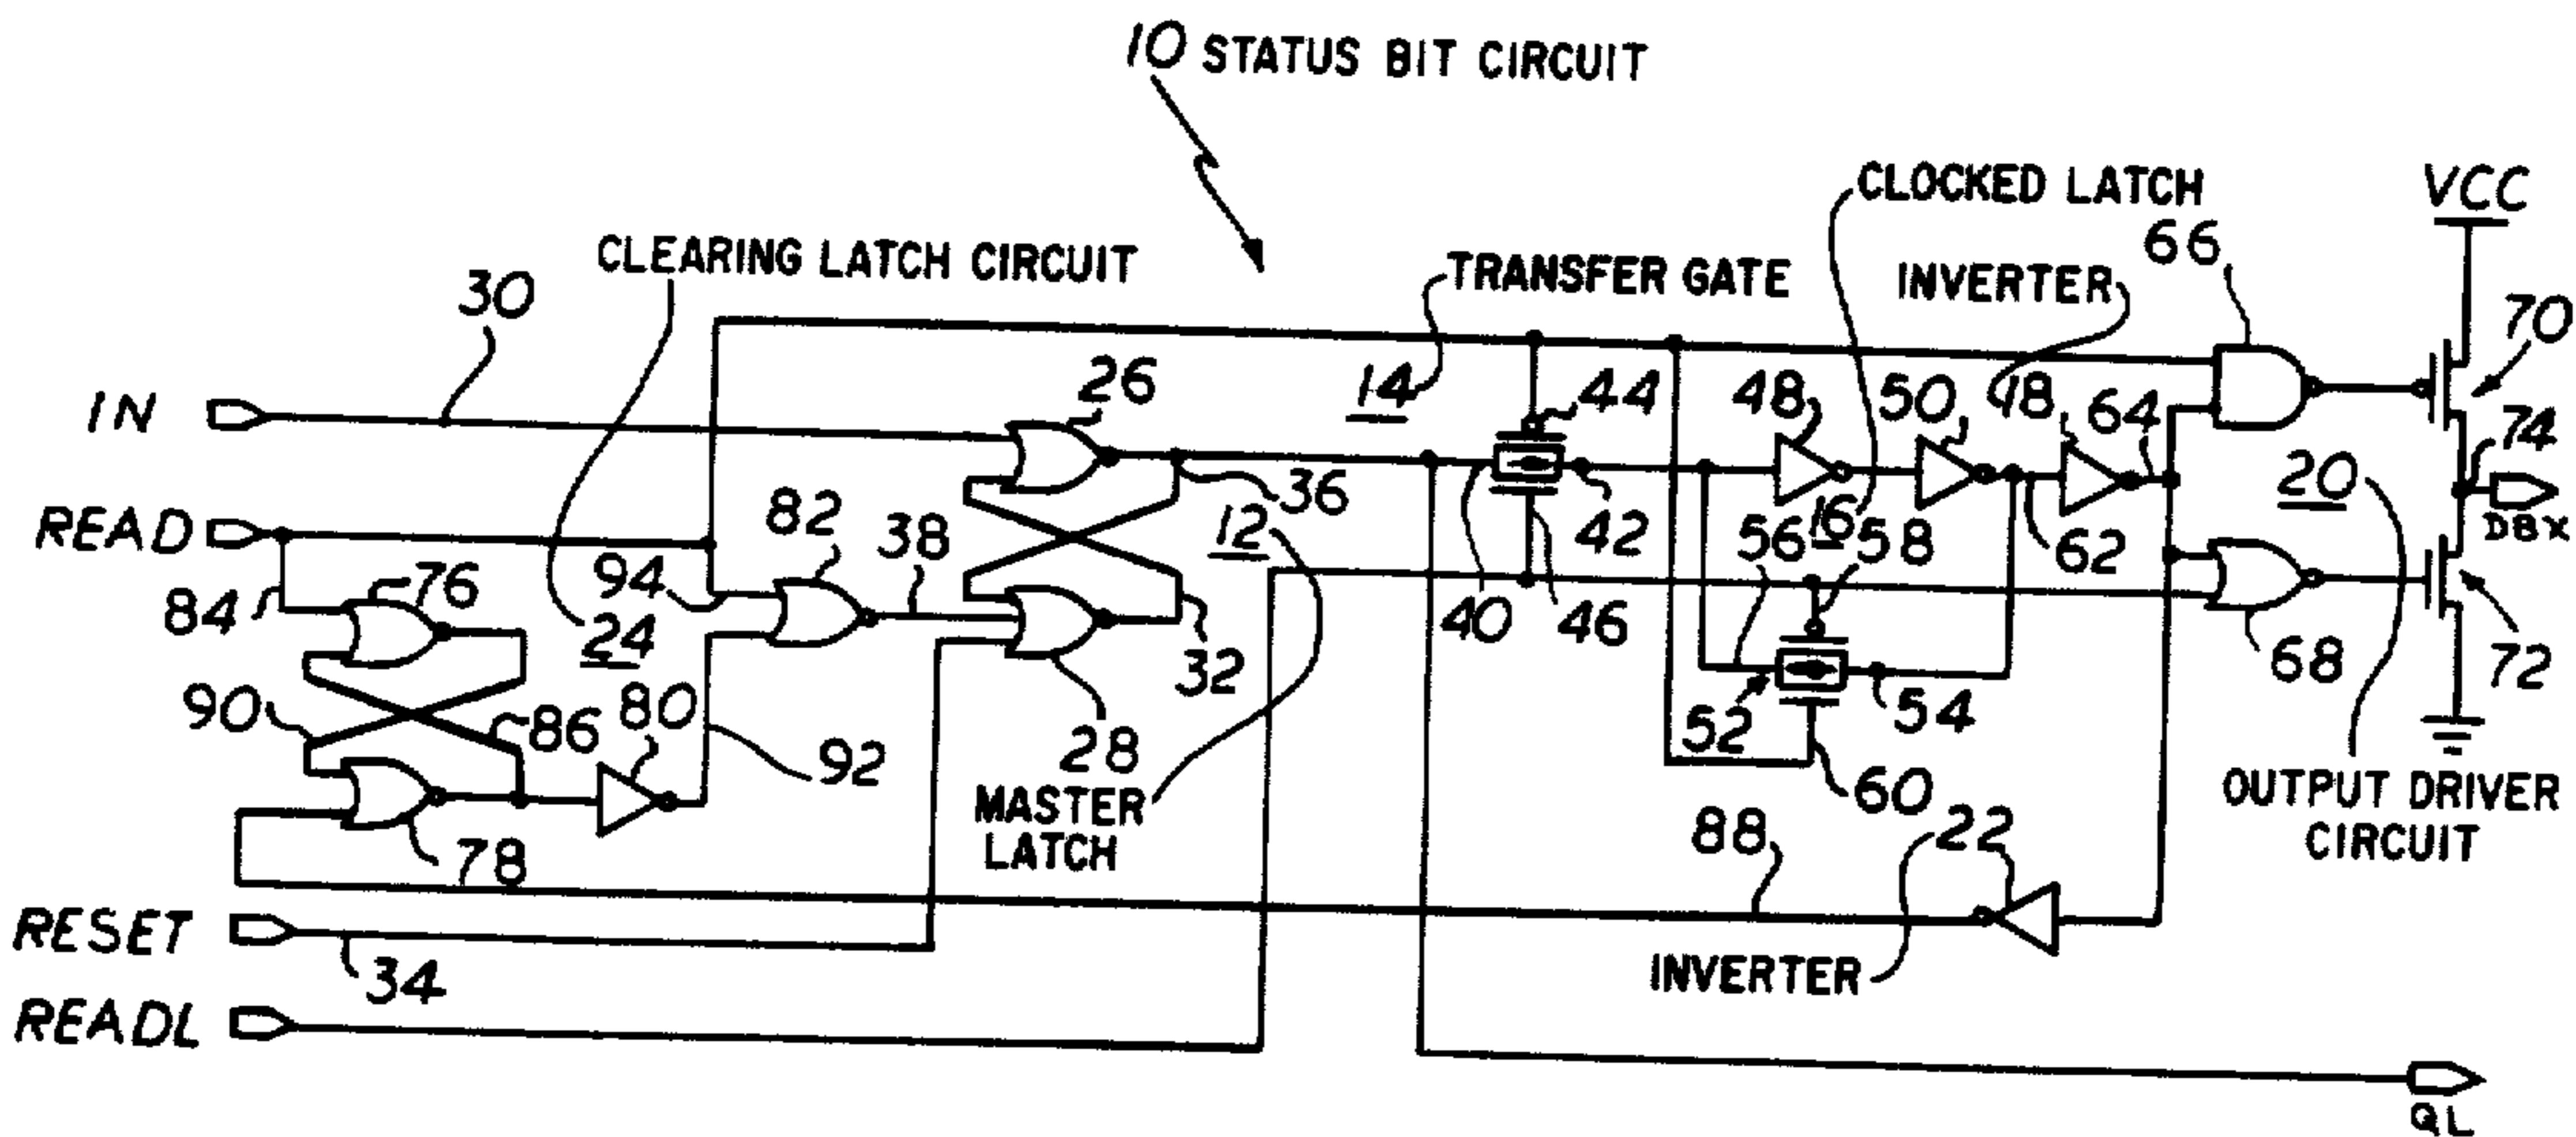 10 STATUS BIT CIRCUIT
CLOCKED LATCH
VCC
CLEARING LATCH CIRCUIT
TRANSFER GATE
INVERTER
66
30
70
26
14
44
48
50
18
64
74
IN
36
20
DBX
READ
82
38
12
42
56
16
58
62
94
84
76
24
40
46
32
68
72
90
86
80
92
28
52
54
60
MASTER
LATCH
OUTPUT DRIVER
CIRCUIT
78
88
22
RESET
34
INVERTER
READL
QL